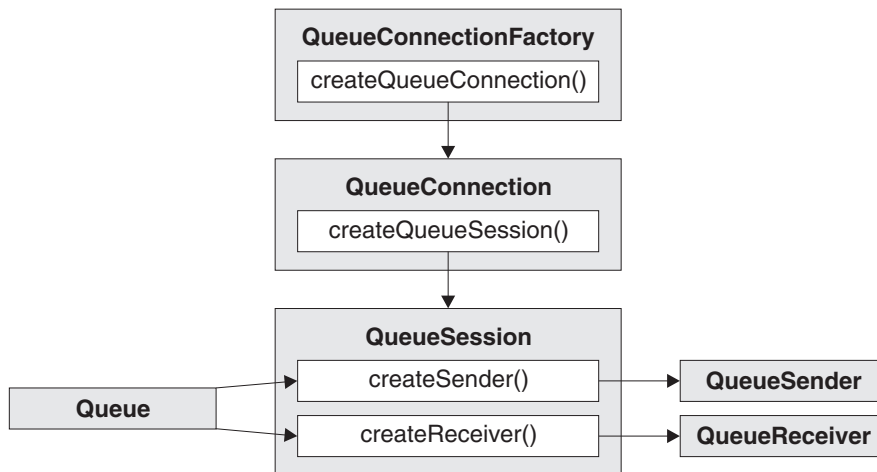 QueueConnectionFactory
createQueueConnection()
QueueConnection
createQueueSession()
QueueSession
createSender()
QueueSender
Queue
createReceiver()
QueueReceiver